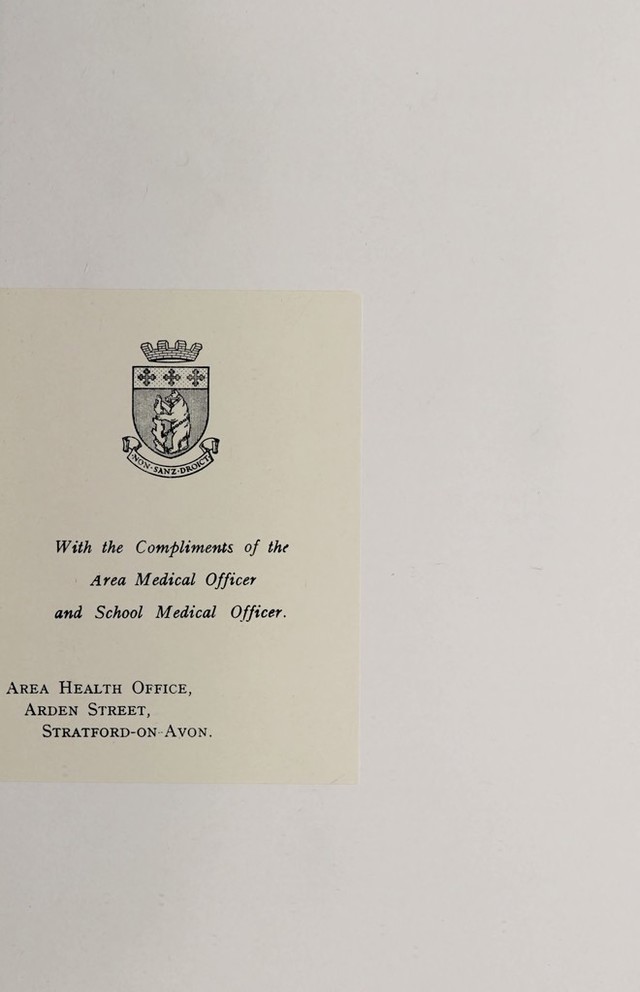 NON·SANZ·DROICT
With the Compliments of the
Area Medical Officer
and School Medical Officer.
AREA HEALTH OFFICE,
ARDEN STREET,
STRATFORD-ON-AVON.